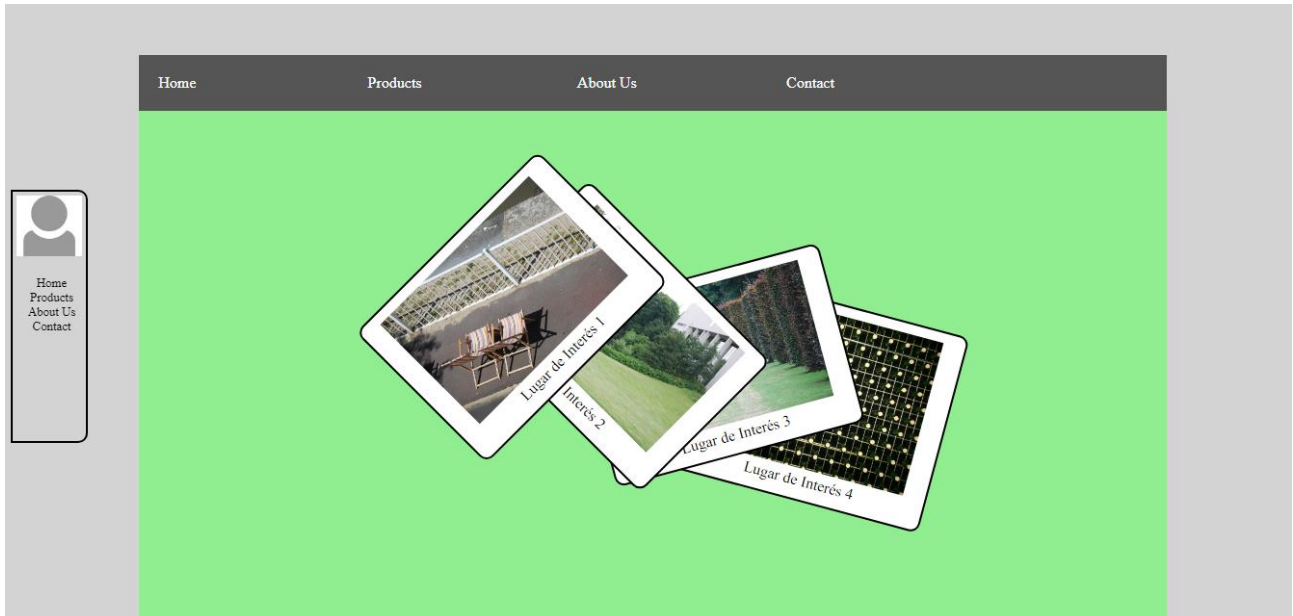 Home Products About Us Contact
Home
Products
About Us
Contact
Lugar de Interés 1
Interés 2
Lugar de Interés 3
Lugar de Interés 4